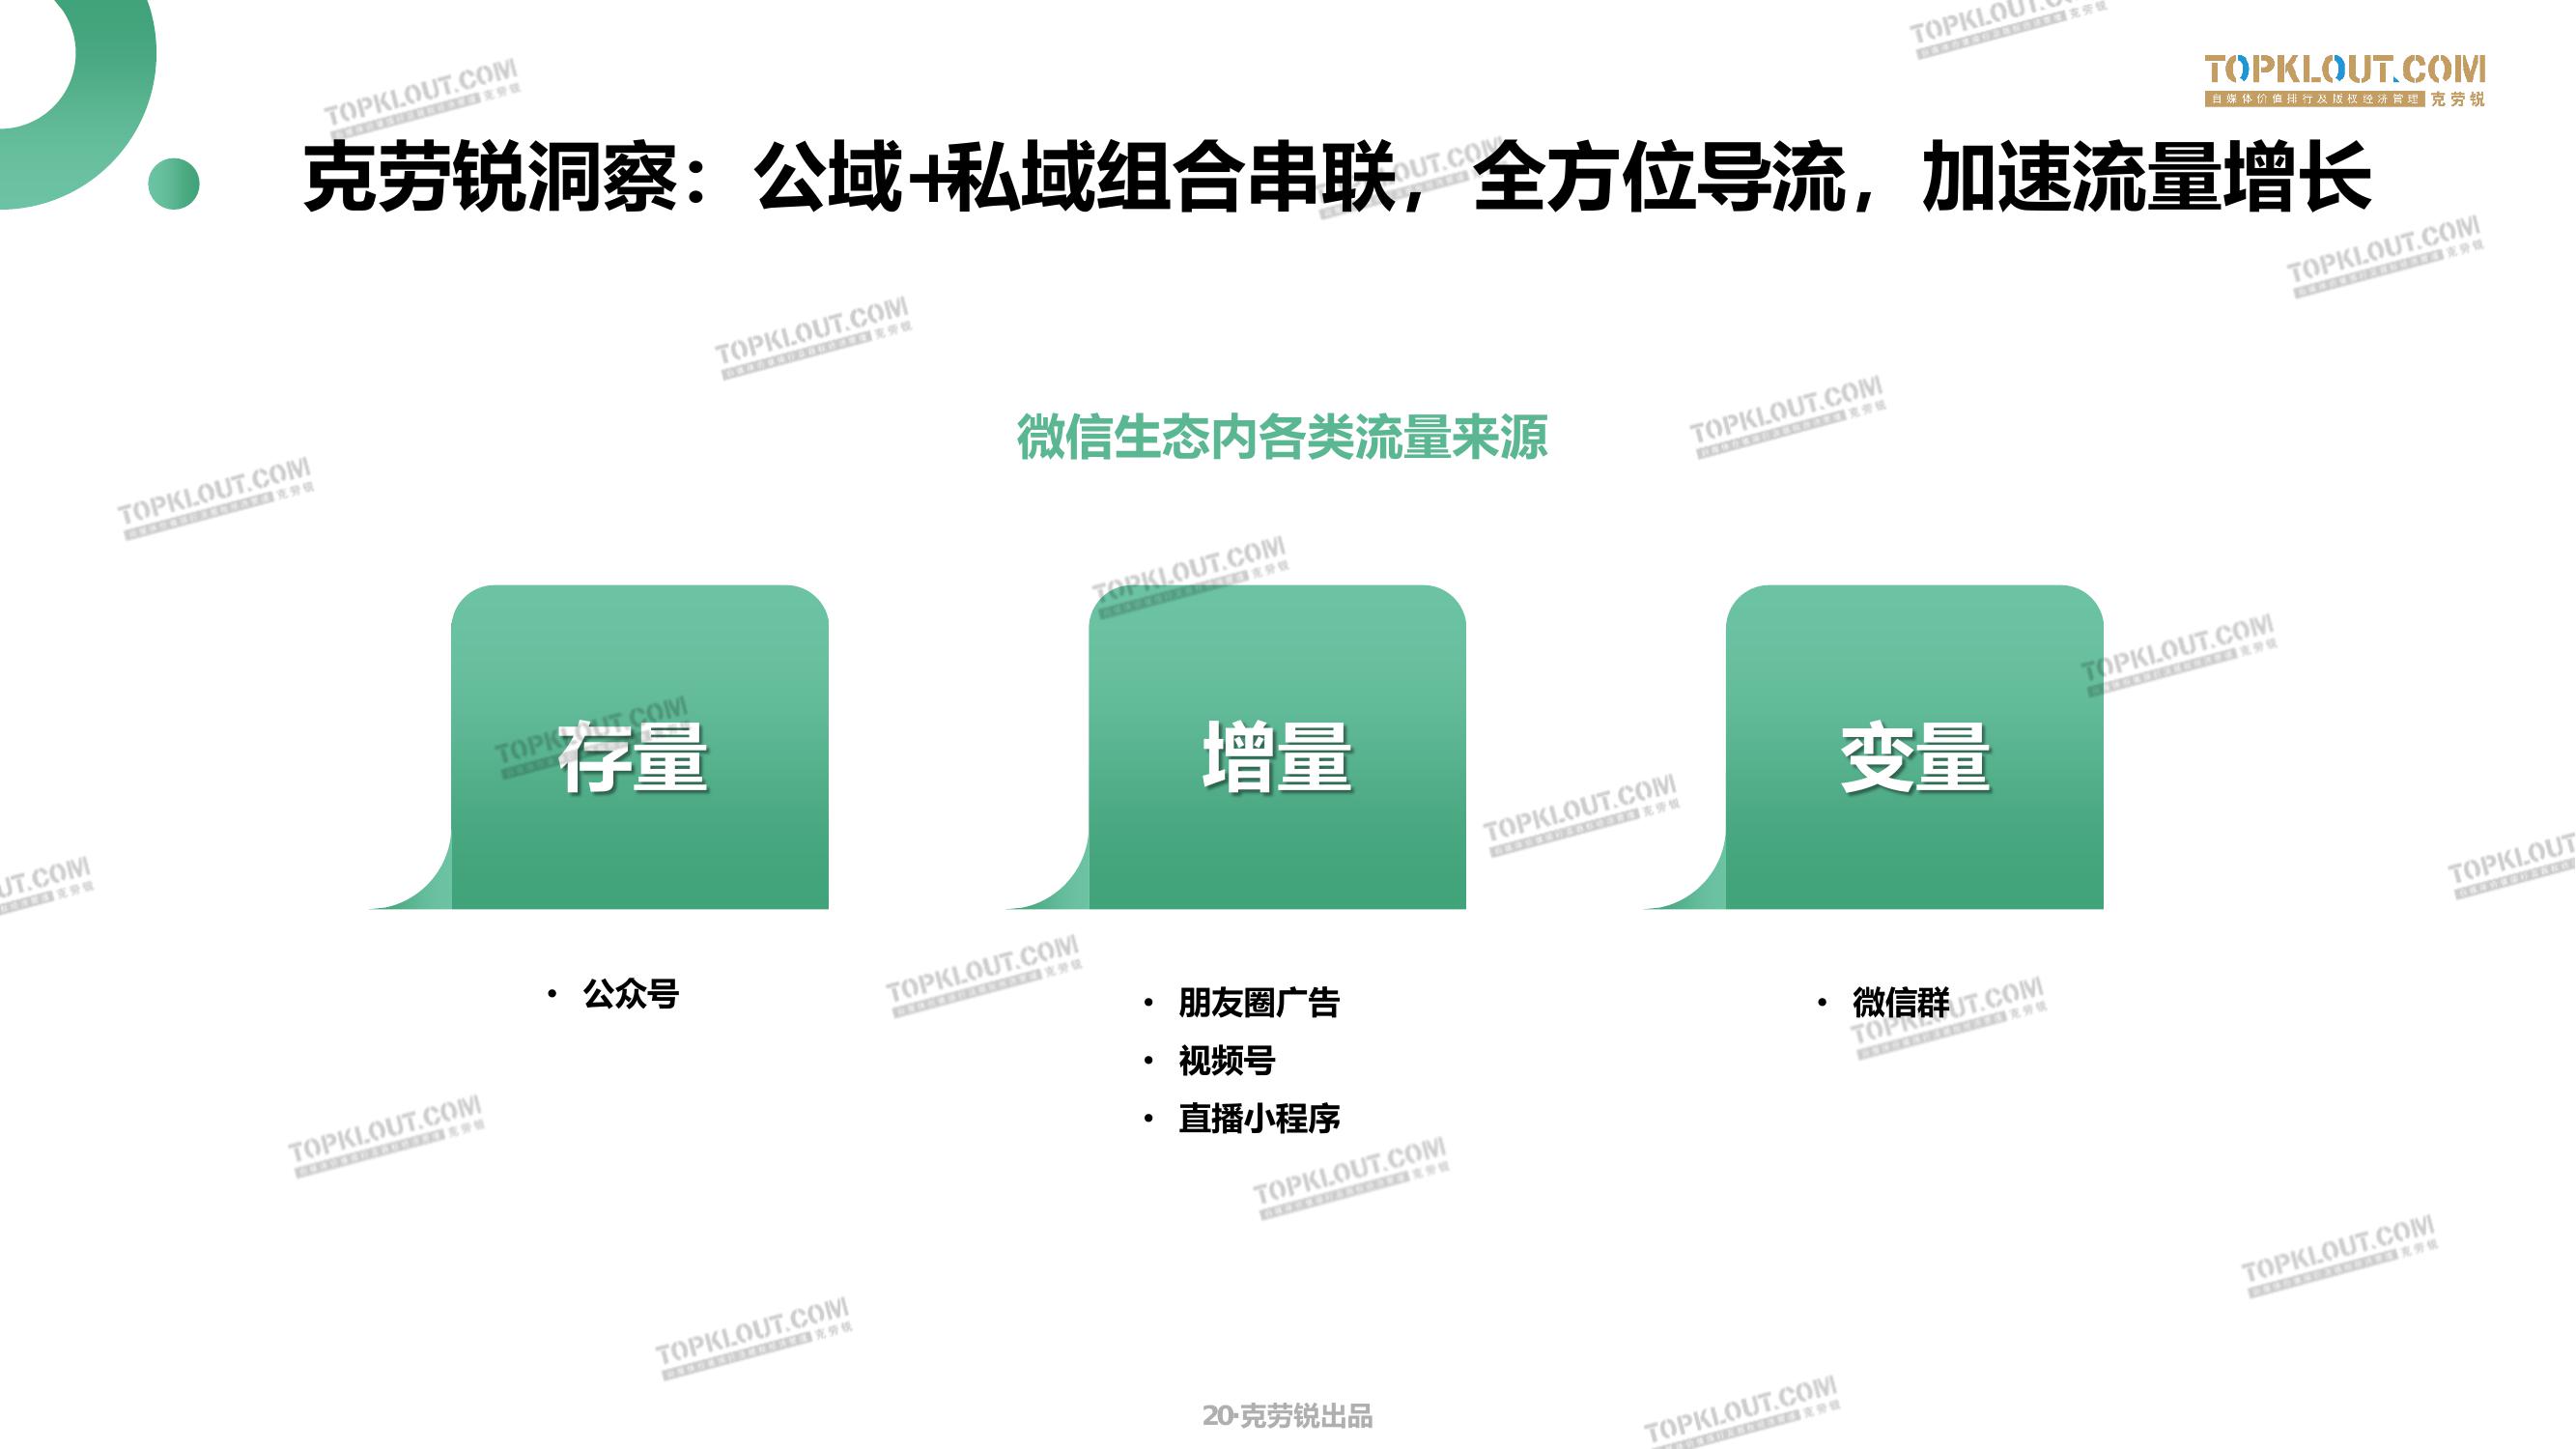 TOPKLOUT.COM
自媒体价值排行及版权经济管理 克劳锐
克劳锐洞察：公域+私域组合串联，全方位导流，加速流量增长
微信生态内各类流量来源
存量
增量
变量
• 公众号
• 朋友圈广告
• 视频号
• 直播小程序
• 微信群
20·克劳锐出品